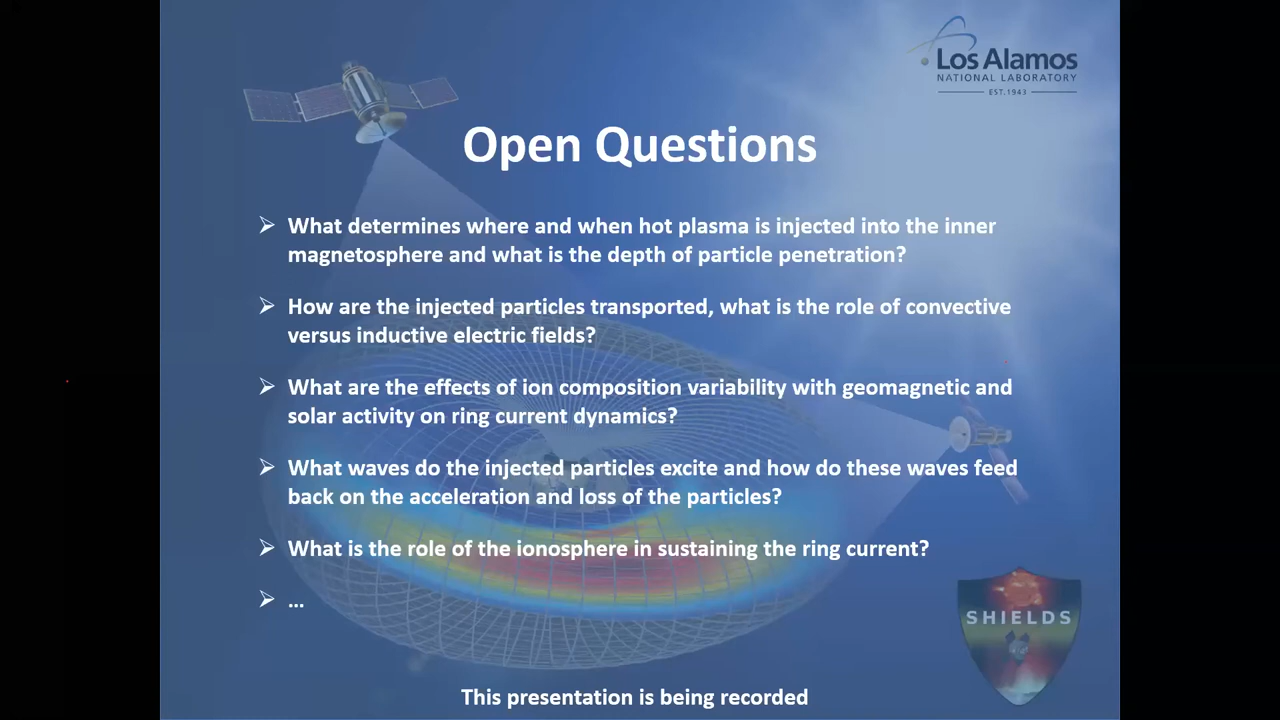 Los Alamos
NATIONAL LABORATORY
EST. 1943
Open Questions
➢ What determines where and when hot plasma is injected into the inner
magnetosphere and what is the depth of particle penetration?
➢ How are the injected particles transported, what is the role of convective
versus inductive electric fields?
➢ What are the effects of ion composition variability with geomagnetic and
solar activity on ring current dynamics?
➢ What waves do the injected particles excite and how do these waves feed
back on the acceleration and loss of the particles?
➢ What is the role of the ionosphere in sustaining the ring current?
➢ ...
SHIELDS
This presentation is being recorded